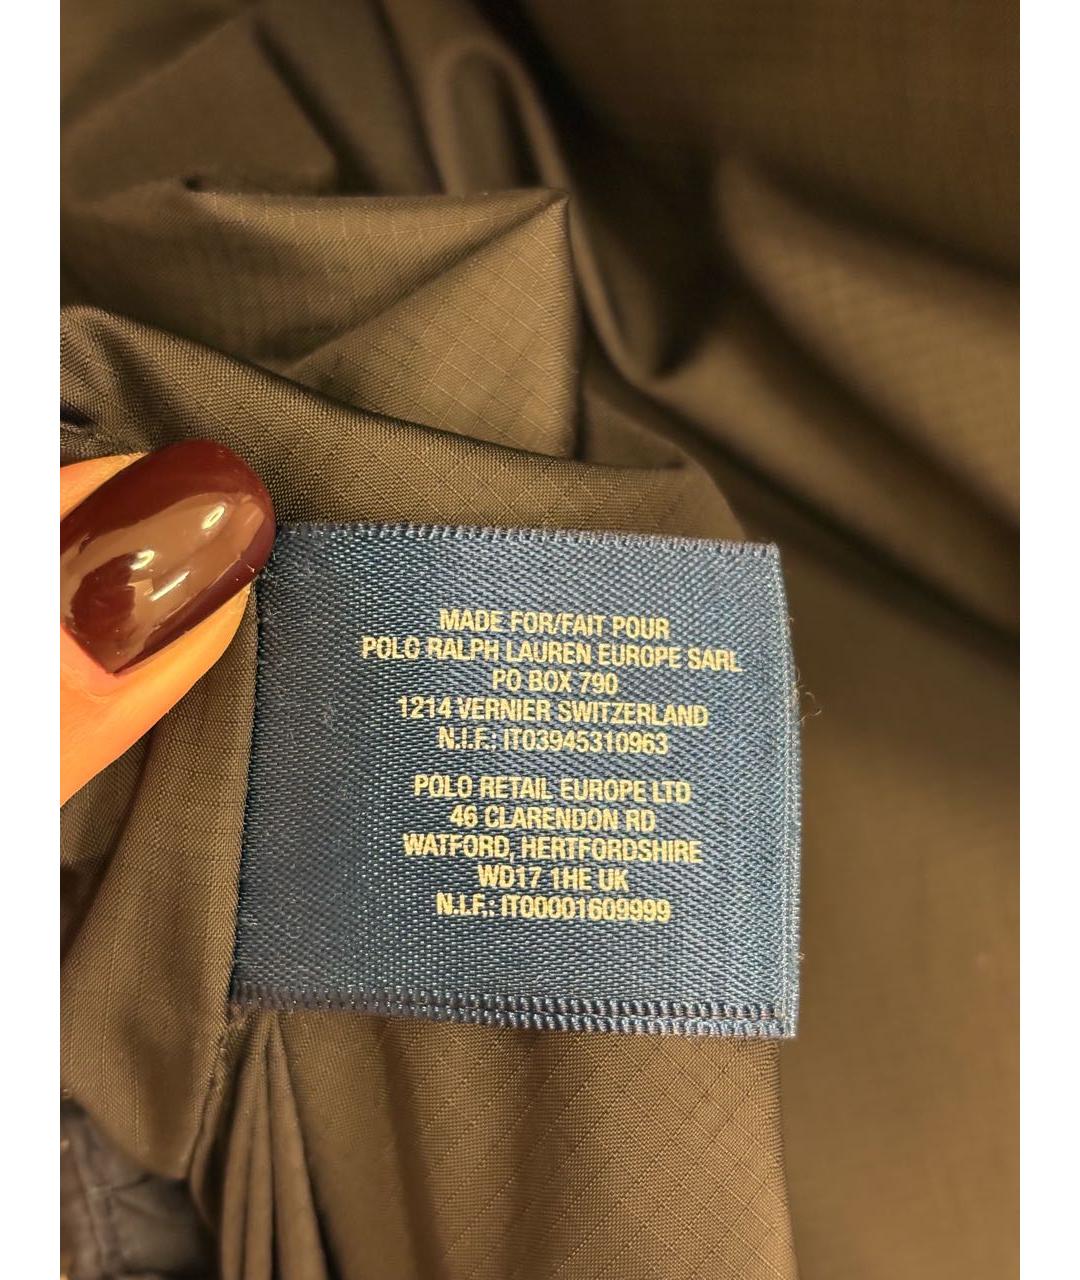 MADE FOR/FAIT POUR
POLO RALPH LAUREN EUROPE SARL
PO BOX 790
1214 VERNIER SWITZERLAND
N.I.F.: IT03945310963
POLO RETAIL EUROPE LTD
46 CLARENDON RD
WATFORD, HERTFORDSHIRE
WD17 1HE UK
N.I.F.: IT00001609999